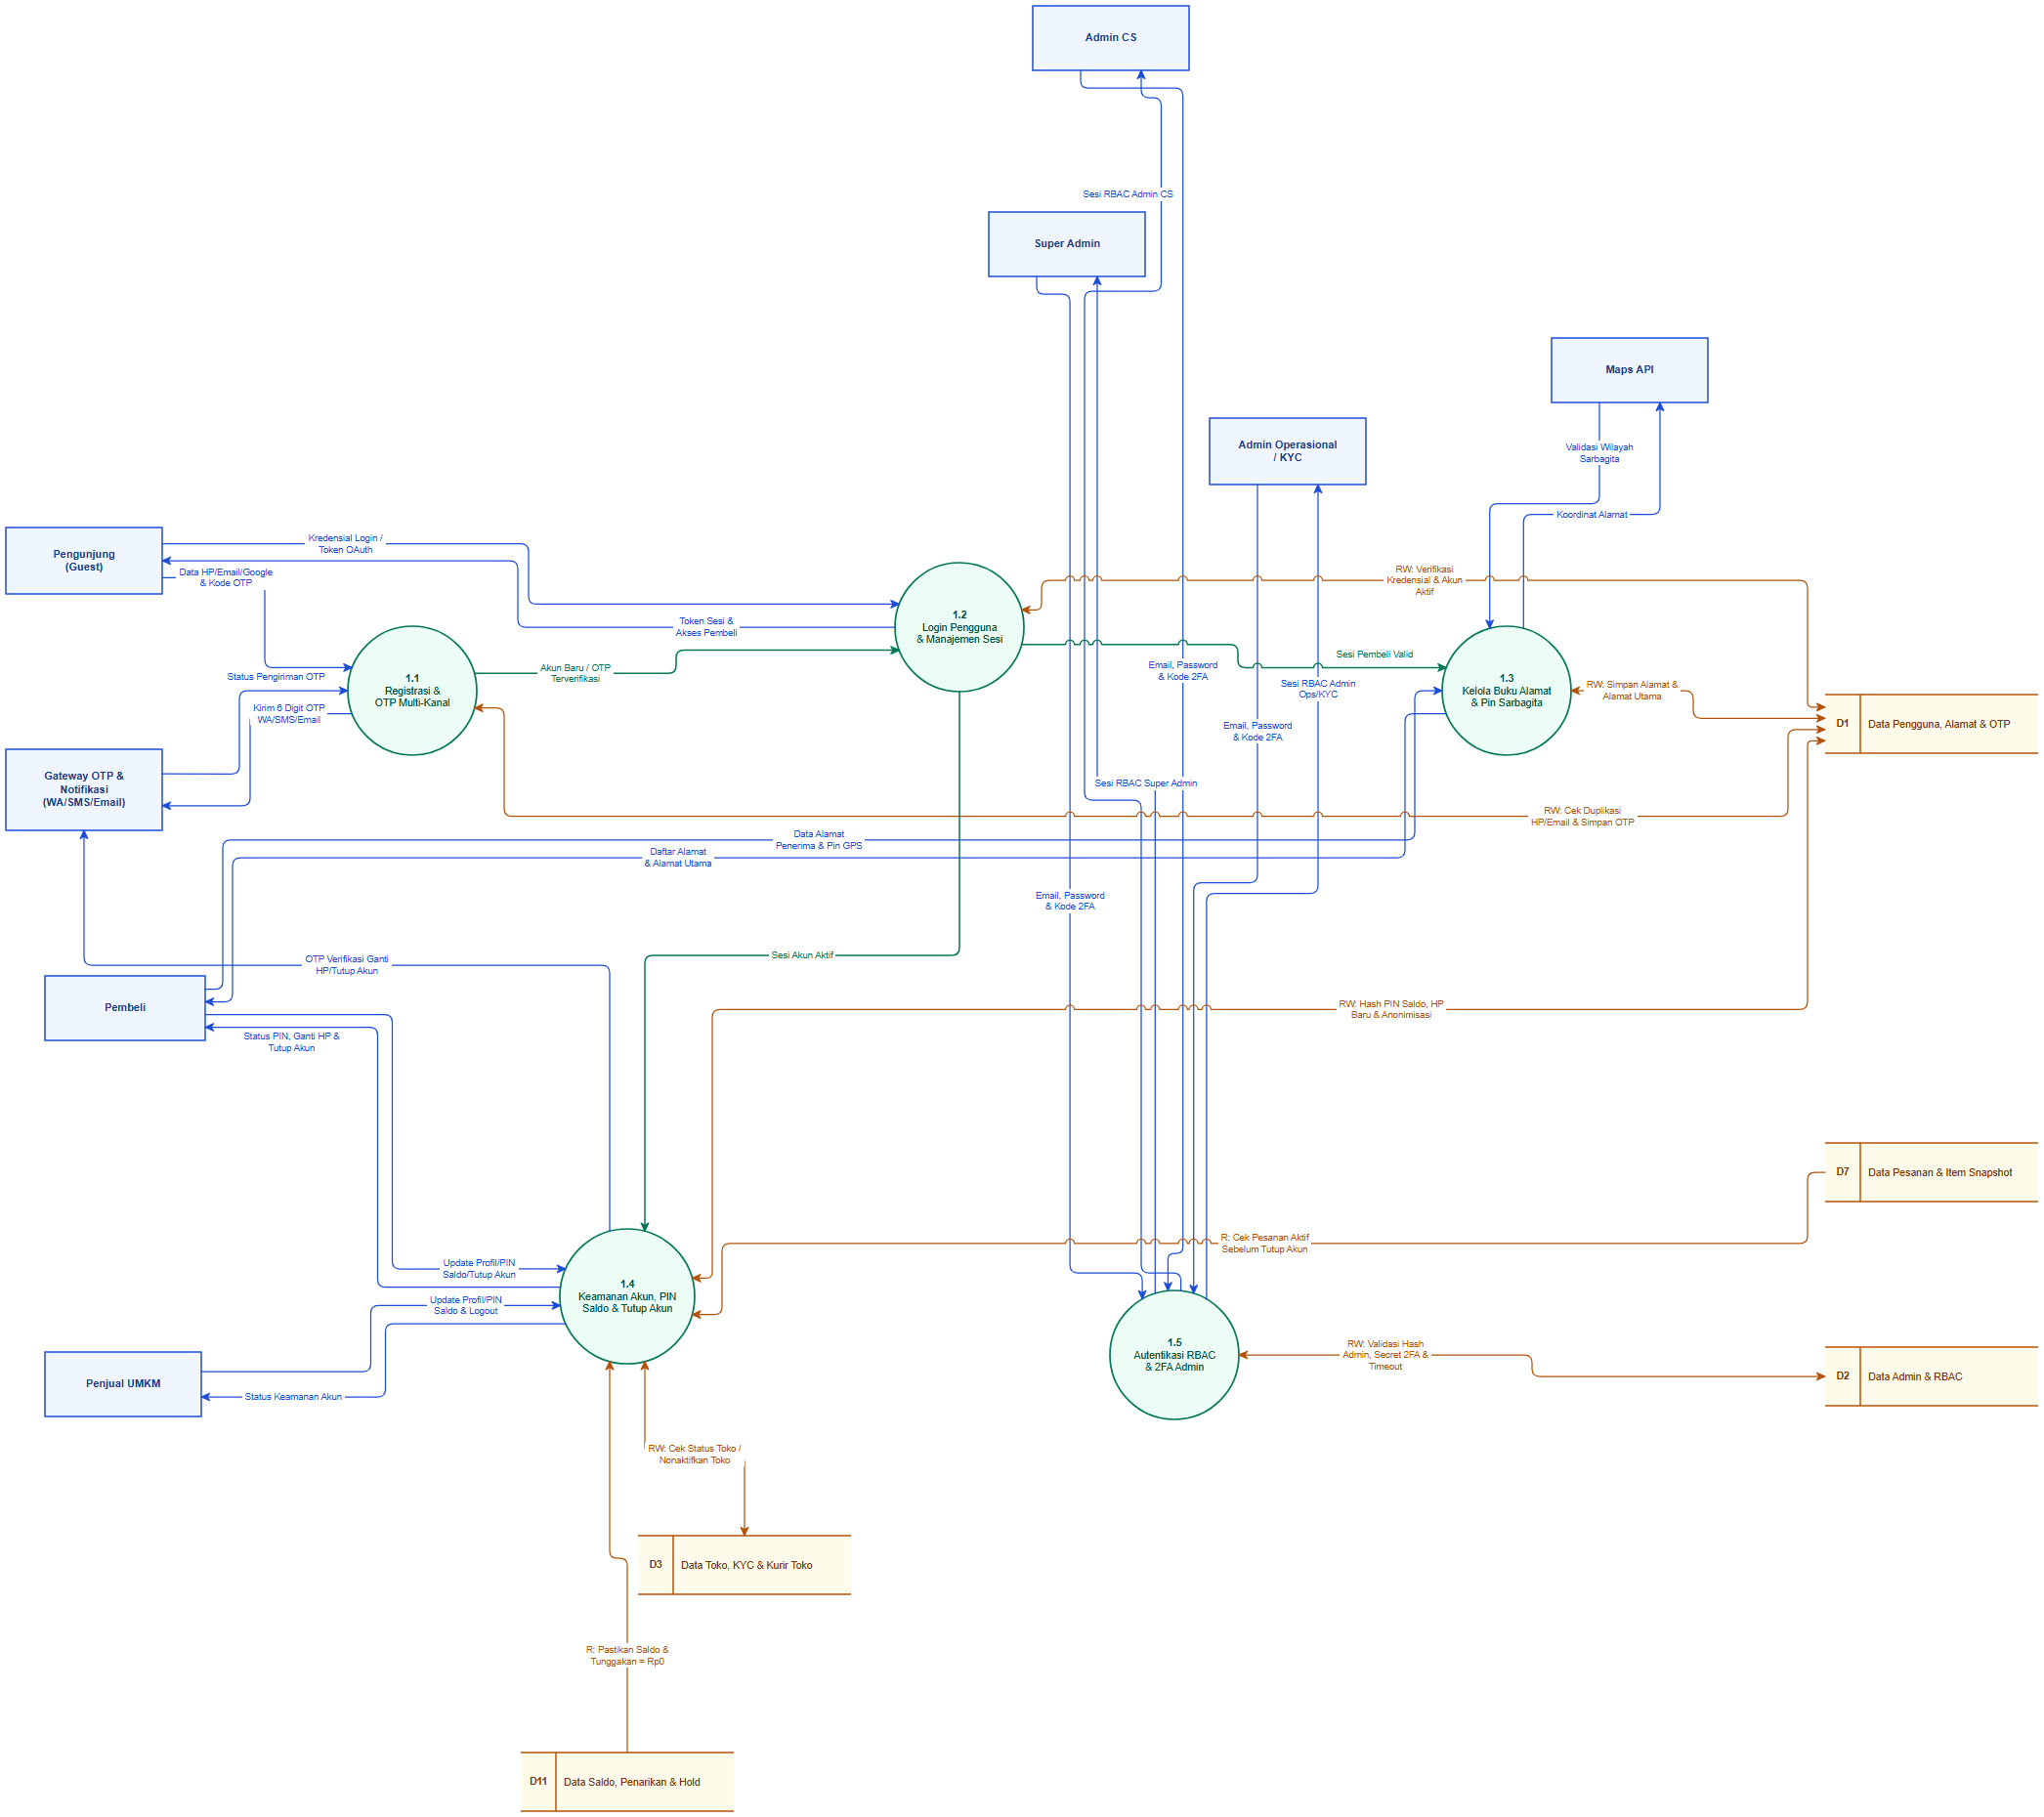 Admin CS
Sesi RBAC Admin CS
Super Admin
Maps API
Admin Operasional
/ KYC
Validasi Wilayah
Sarbagita
Koordinat Alamat
Pengunjung
(Guest)
Kredensial Login /
Token OAuth
Data HP/Email/Google
& Kode OTP
RW: Verifikasi
Kredensial & Akun
Aktif
1.2
Login Pengguna
& Manajemen Sesi
Token Sesi &
Akses Pembeli
Akun Baru / OTP
Terverifikasi
Sesi Pembeli Valid
Email, Password
& Kode 2FA
Status Pengiriman OTP
1.1
Registrasi &
OTP Multi-Kanal
Kirim 6 Digit OTP
WA/SMS/Email
Sesi RBAC Admin
Ops/KYC
1.3
Kelola Buku Alamat
& Pin Sarbagita
RW: Simpan Alamat &
Alamat Utama
D1
Data Pengguna, Alamat & OTP
Email, Password
& Kode 2FA
Gateway OTP &
Notifikasi
(WA/SMS/Email)
Sesi RBAC Super Admin
RW: Cek Duplikasi
HP/Email & Simpan OTP
Data Alamat
Penerima & Pin GPS
Daftar Alamat
& Alamat Utama
Email, Password
& Kode 2FA
Sesi Akun Aktif
OTP Verifikasi Ganti
HP/Tutup Akun
Pembeli
RW: Hash PIN Saldo, HP
Baru & Anonimisasi
Status PIN, Ganti HP &
Tutup Akun
D7
Data Pesanan & Item Snapshot
R: Cek Pesanan Aktif
Sebelum Tutup Akun
Update Profil/PIN
Saldo/Tutup Akun
1.4
Keamanan Akun, PIN
Saldo & Tutup Akun
Update Profil/PIN
Saldo & Logout
1.5
Autentikasi RBAC
& 2FA Admin
RW: Validasi Hash
Admin, Secret 2FA &
Timeout
D2
Data Admin & RBAC
Penjual UMKM
Status Keamanan Akun
RW: Cek Status Toko /
Nonaktifkan Toko
D3
Data Toko, KYC & Kurir Toko
R: Pastikan Saldo &
Tunggakan = Rp0
D11
Data Saldo, Penarikan & Hold